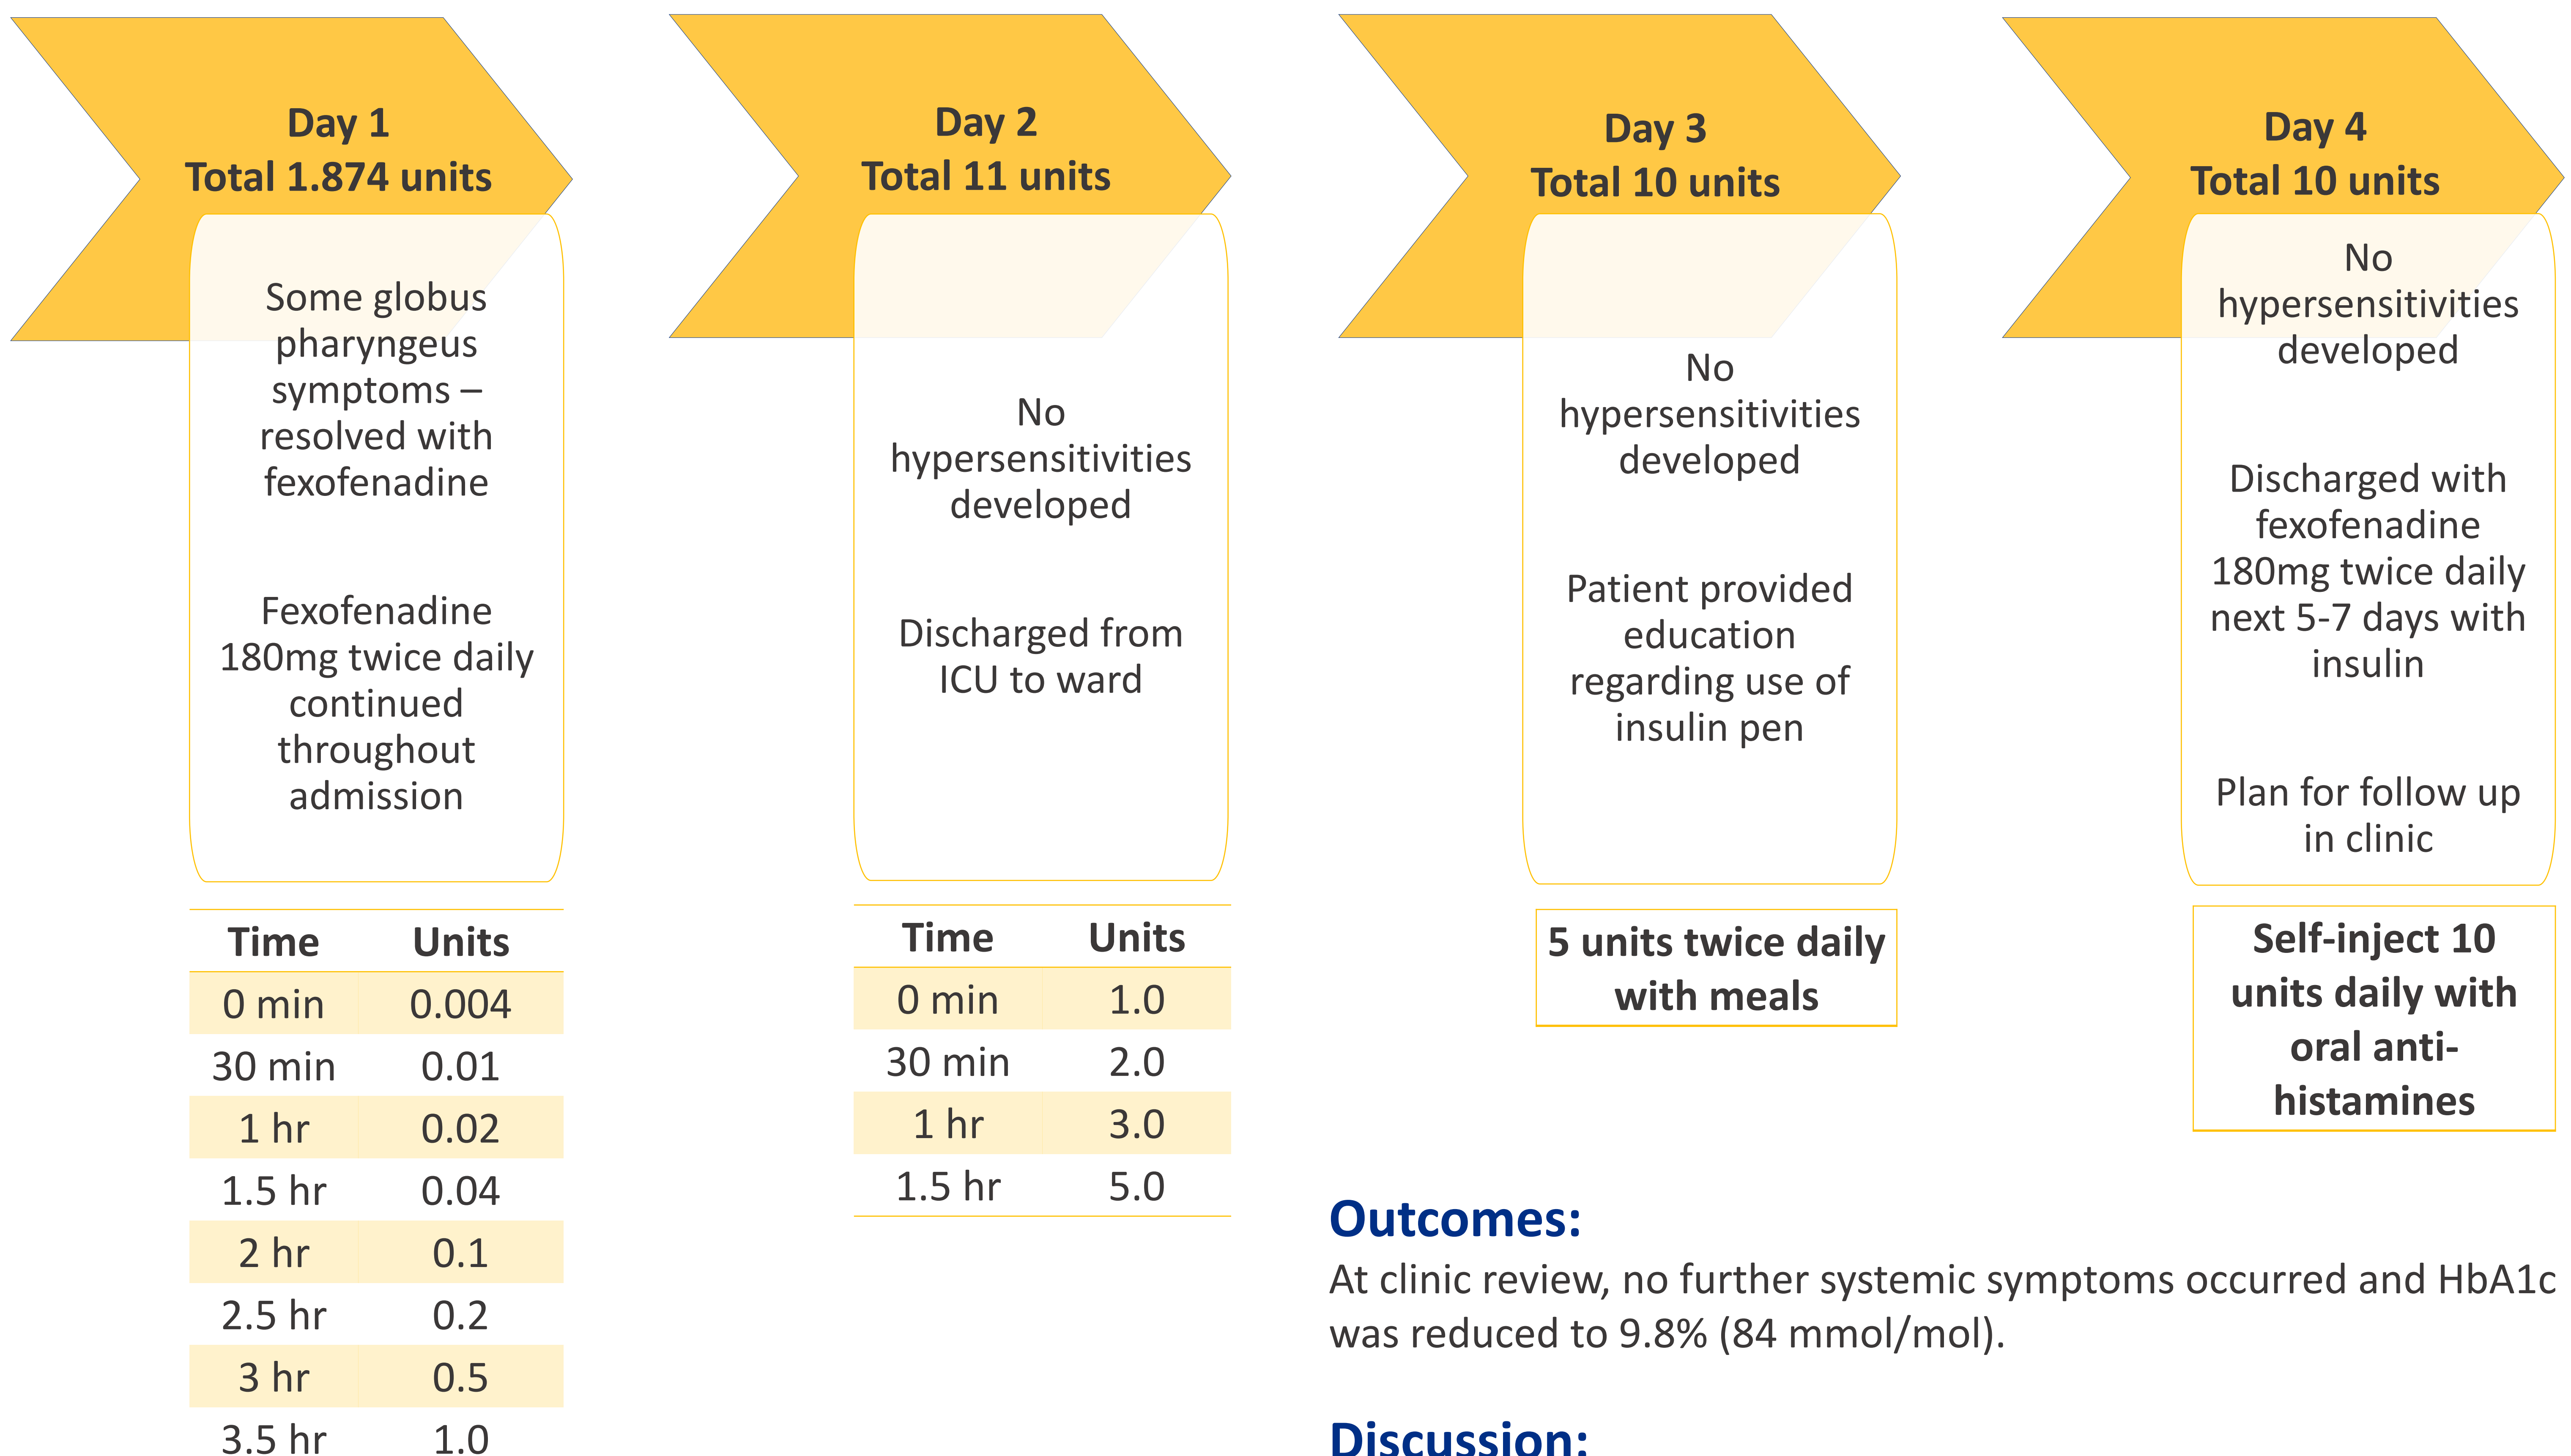 Day 1
Total 1.874 units
Some globus
pharyngeus
symptoms –
resolved with
fexofenadine
Fexofenadine
180mg twice daily
continued
throughout
admission
Time Units
0 min 0.004
30 min 0.01
1 hr 0.02
1.5 hr 0.04
2 hr 0.1
2.5 hr 0.2
3 hr 0.5
3.5 hr 1.0
Day 2
Total 11 units
No
hypersensitivities
developed
Discharged from
ICU to ward
Time Units
0 min 1.0
30 min 2.0
1 hr 3.0
1.5 hr 5.0
Day 3
Total 10 units
No
hypersensitivities
developed
Patient provided
education
regarding use of
insulin pen
5 units twice daily
with meals
Day 4
Total 10 units
No
hypersensitivities
developed
Discharged with
fexofenadine
180mg twice daily
next 5-7 days with
insulin
Plan for follow up
in clinic
Self-inject 10
units daily with
oral anti-
histamines
Outcomes:
At clinic review, no further systemic symptoms occurred and HbA1c
was reduced to 9.8% (84 mmol/mol).
Discussion: